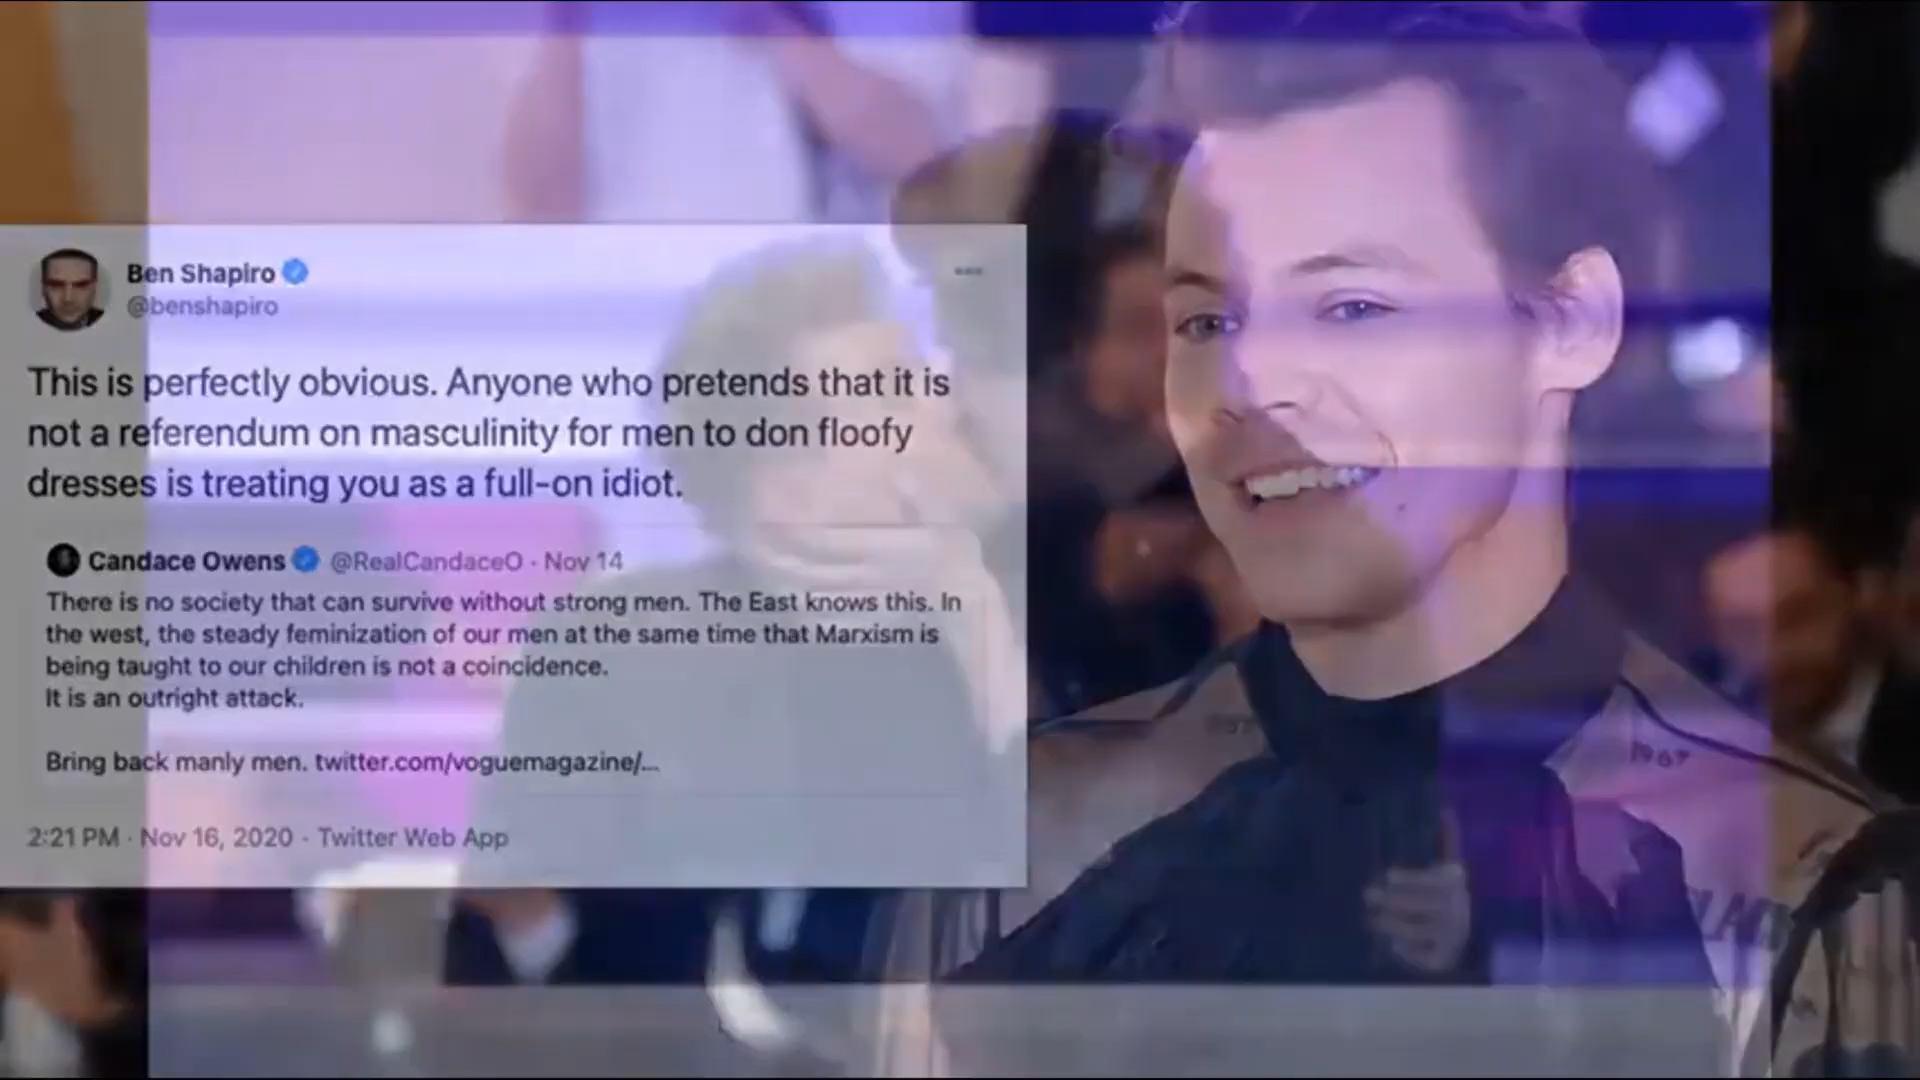 Ben Shapiro
@benshapiro
This is perfectly obvious. Anyone who pretends that it is
not a referendum on masculinity for men to don floofy
dresses is treating you as a full-on idiot.
Candace Owens @RealCandaceO · Nov 14
There is no society that can survive without strong men. The East knows this. In
the west, the steady feminization of our men at the same time that Marxism is
being taught to our children is not a coincidence.
It is an outright attack.
Bring back manly men. twitter.com/voguemagazine/...
2:21 PM · Nov 16, 2020 · Twitter Web App
1967